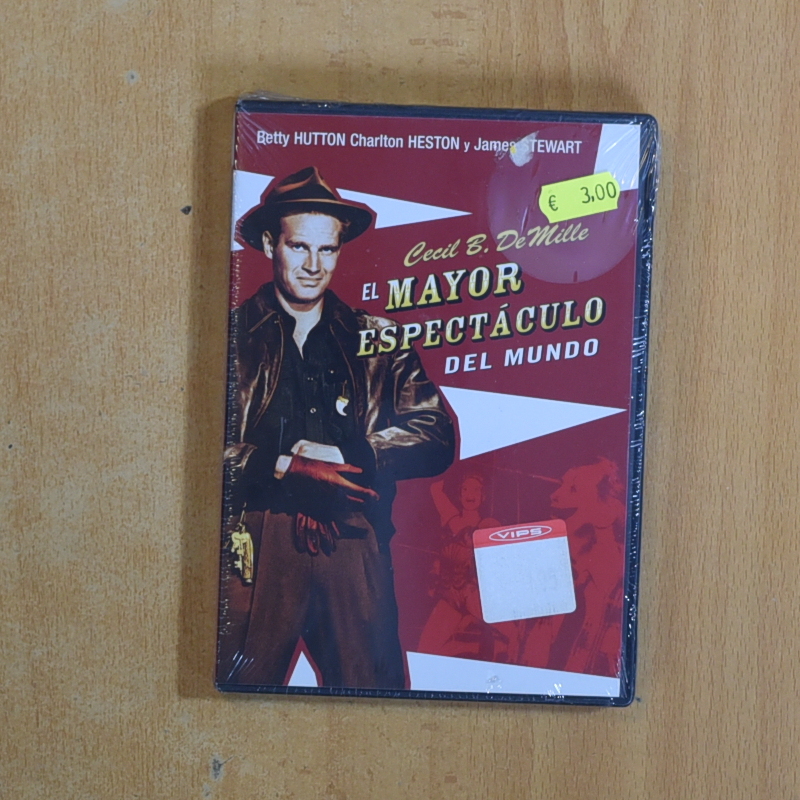 Betty HUTTON Charlton HESTON y James STEWART
€ 3,00
Cecil B. DeMille
EL MAYOR
ESPECTÁCULO
DEL MUNDO
VIPS